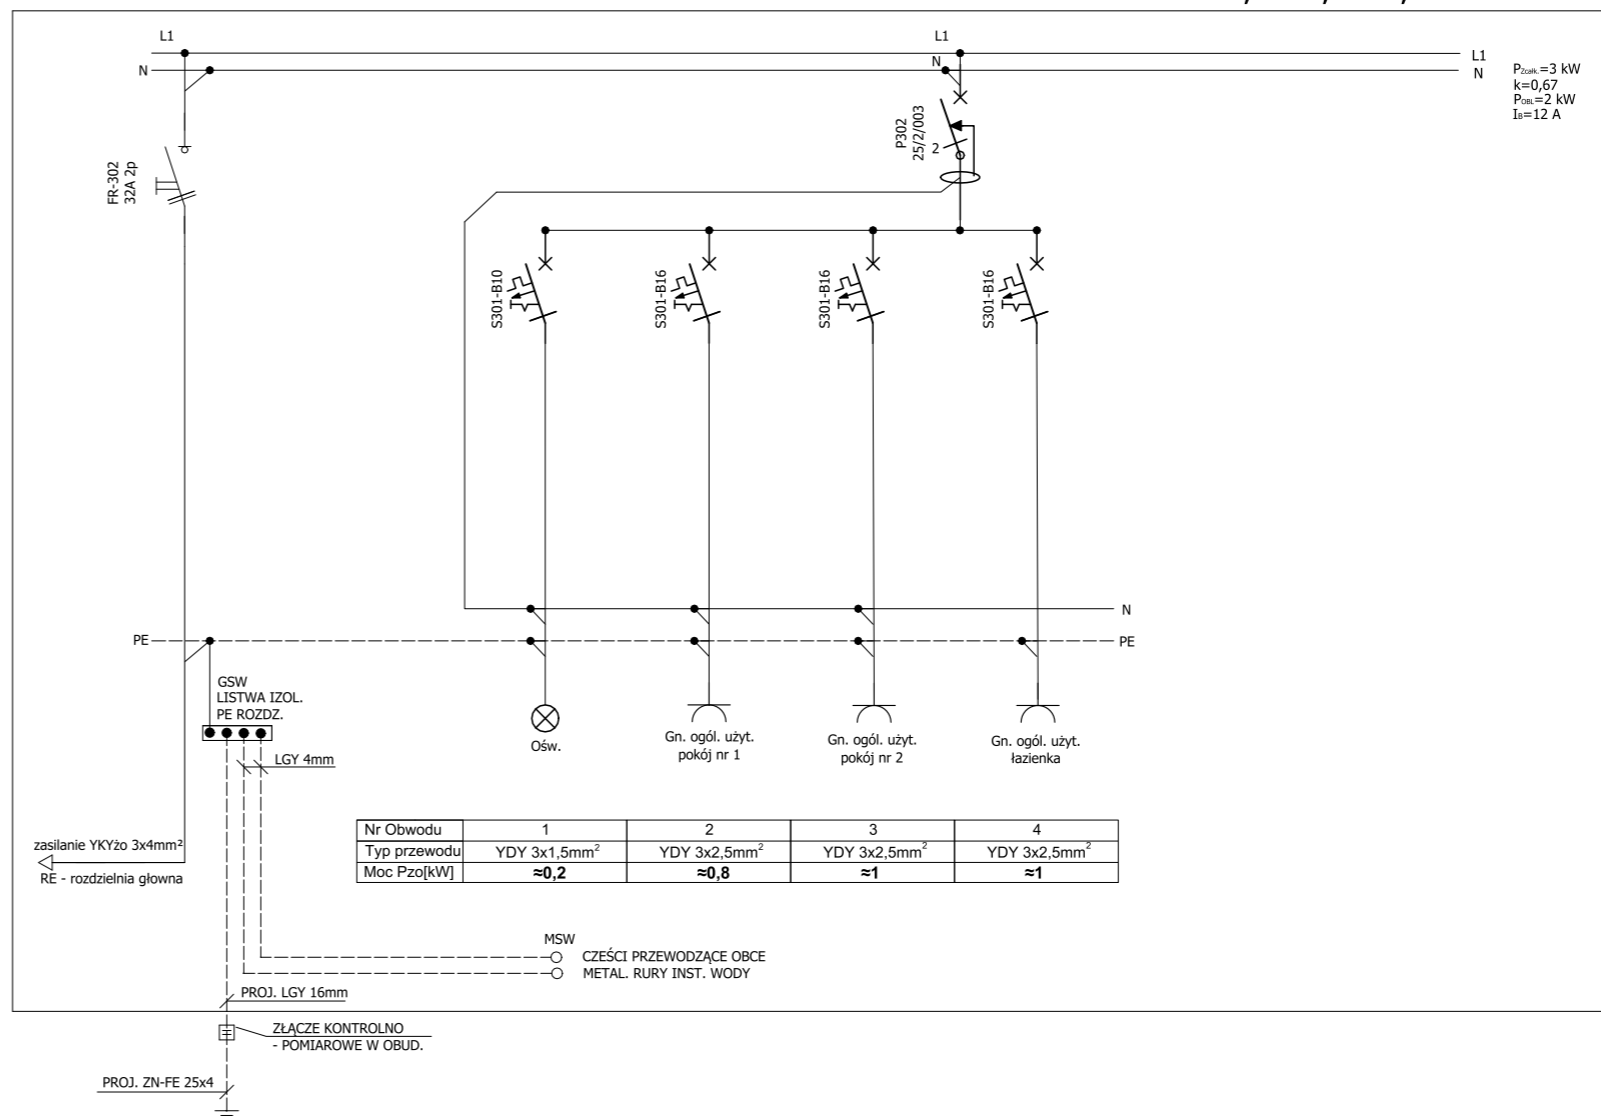 L1
L1
L1
N
N
N
P Zcałk.=3 kW
k=0,67
P OBL=2 kW
IB=12 A
FR-302
32A 2p
P302
25/2/003
2
S301-B10
S301-B16
S301-B16
S301-B16
N
PE
PE
GSW
LISTWA IZOL.
PE ROZDZ.
LGY 4mm
Ośw.
Gn. ogól. użyt.
pokój nr 1
Gn. ogól. użyt.
pokój nr 2
Gn. ogól. użyt.
łazienka
zasilanie YKYżo 3x4mm²
RE - rozdzielnia głowna
Nr Obwodu 1 2 3 4
Typ przewodu YDY 3x1,5mm² YDY 3x2,5mm² YDY 3x2,5mm² YDY 3x2,5mm²
Moc Pzo[kW] ≈0,2 ≈0,8 ≈1 ≈1
MSW
CZEŚCI PRZEWODZĄCE OBCE
METAL. RURY INST. WODY
PROJ. LGY 16mm
ZŁĄCZE KONTROLNO
- POMIAROWE W OBUD.
PROJ. ZN-FE 25x4